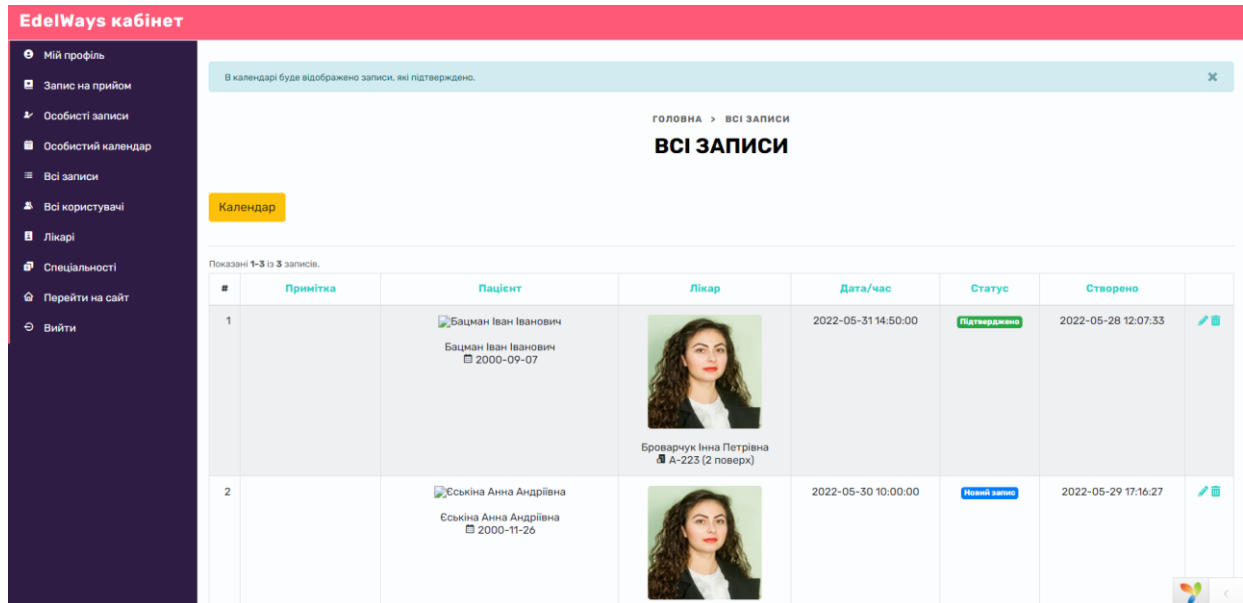 EdelWays кабінет
Мій профіль
Запис на прийом
Особисті записи
Особистий календар
Всі записи
Всі користувачі
Лікарі
Спеціальності
Перейти на сайт
Вийти
В календарі буде відображено записи, які підтверждено.
×
ГОЛОВНА > ВСІ ЗАПИСИ
ВСІ ЗАПИСИ
Календар
Показані 1-3 із 3 записів.
# Примітка Пацієнт Лікар Дата/час Статус Створено
1 Бацман Іван Іванович 2022-05-31 14:50:00 Підтверджено 2022-05-28 12:07:33
Бацман Іван Іванович
2000-09-07
Броварчук Інна Петрівна
A-223 (2 поверх)
2 Єськіна Анна Андріївна 2022-05-30 10:00:00 Новий запис 2022-05-29 17:16:27
Єськіна Анна Андріївна
2000-11-26